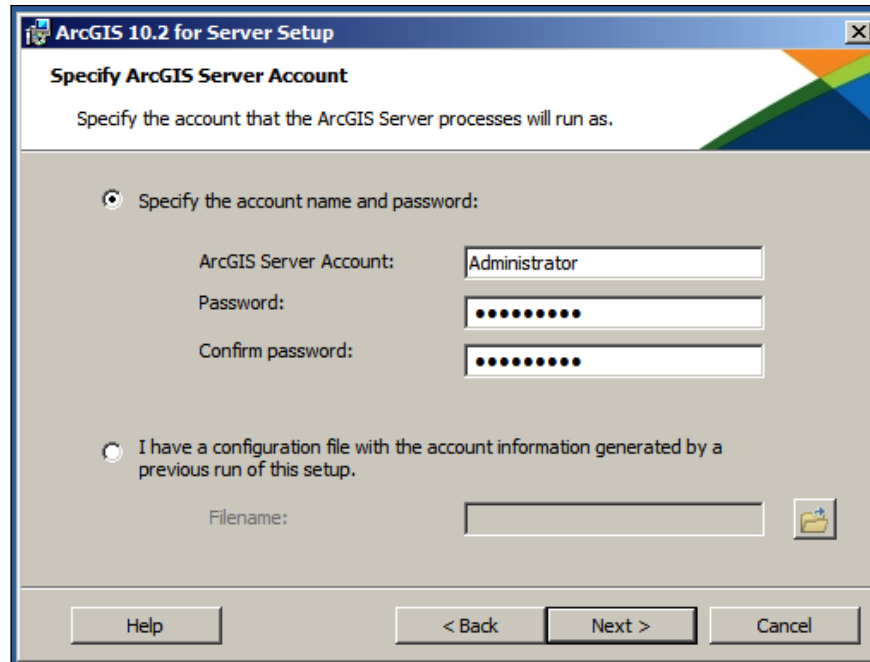 ArcGIS 10.2 for Server Setup
Specify ArcGIS Server Account
Specify the account that the ArcGIS Server processes will run as.
Specify the account name and password:
ArcGIS Server Account: Administrator
Password: ●●●●●●●●●
Confirm password: ●●●●●●●●●
I have a configuration file with the account information generated by a
previous run of this setup.
Filename:
Help < Back Next > Cancel